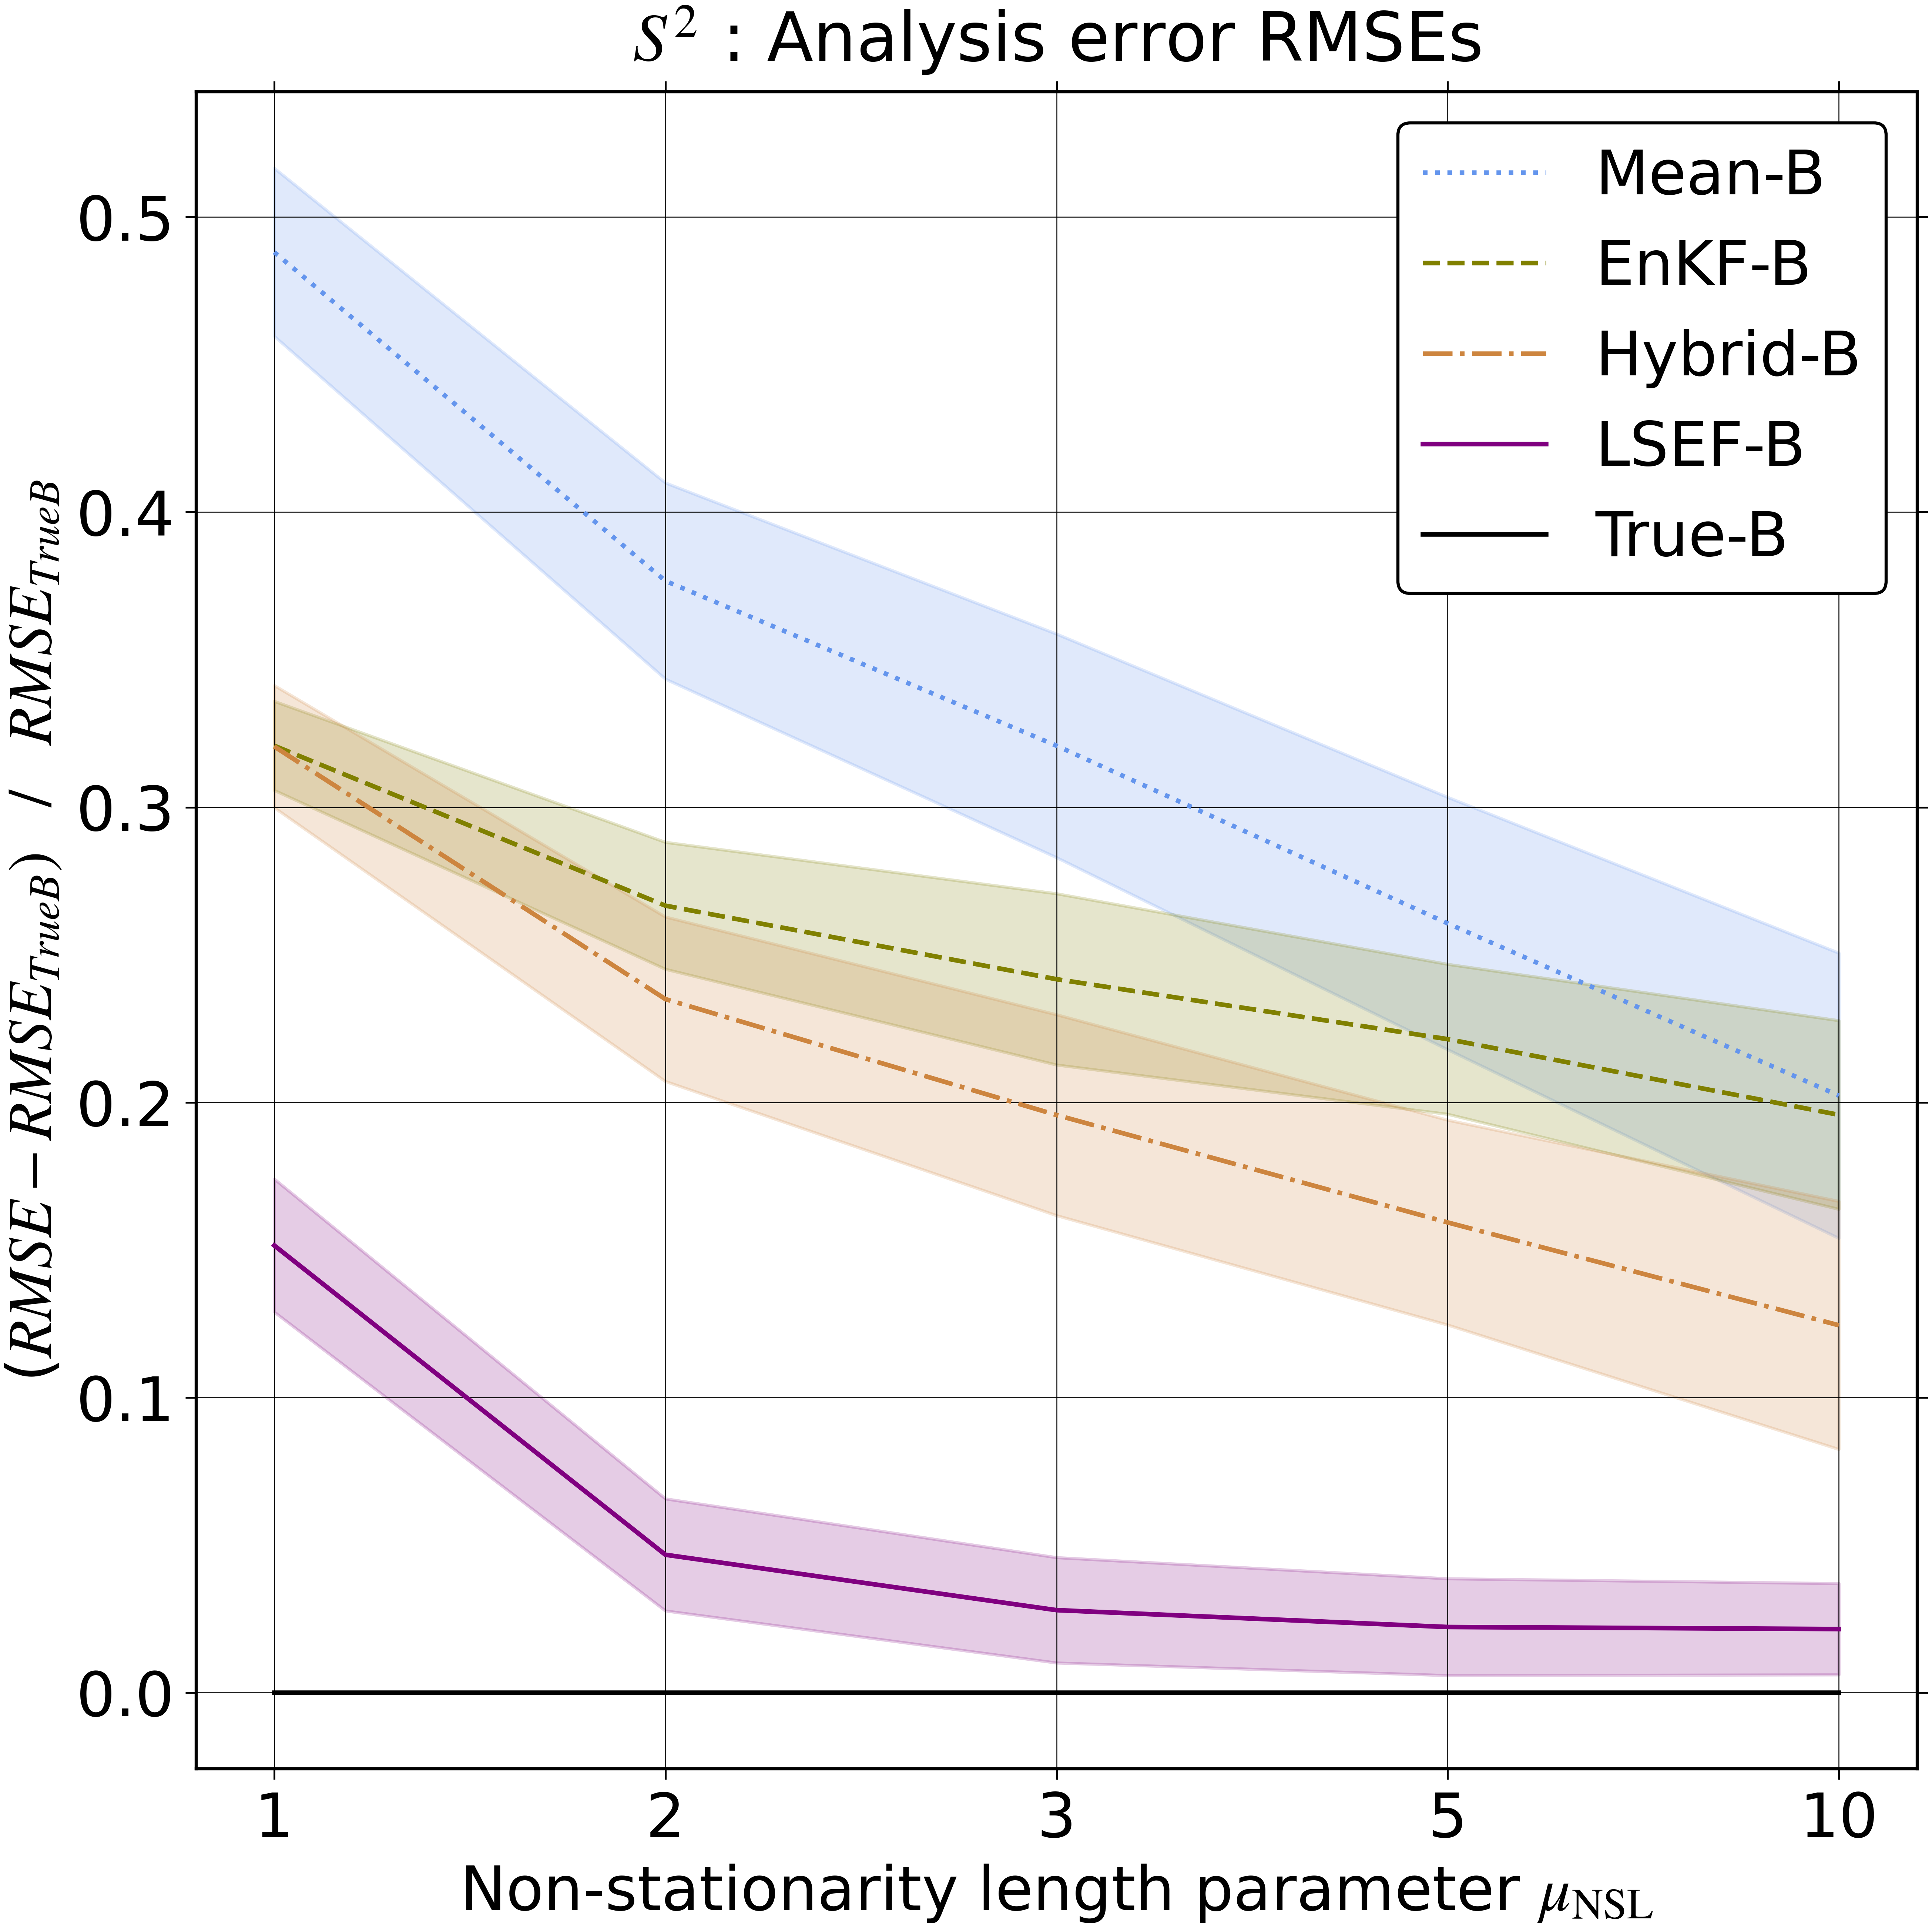 S² : Analysis error RMSEs
(RMSE − RMSE_TrueB) / RMSE_TrueB
0.5
0.4
0.3
0.2
0.1
0.0
Mean-B
EnKF-B
Hybrid-B
LSEF-B
True-B
1 2 3 5 10
Non-stationarity length parameter μ_NSL